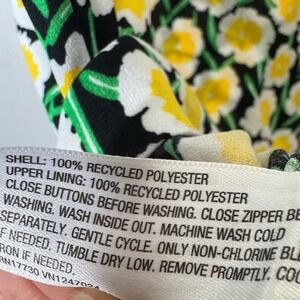 SHELL: 100% RECYCLED POLYESTER
UPPER LINING: 100% RECYCLED POLYESTER
CLOSE BUTTONS BEFORE WASHING. CLOSE ZIPPER BE
WASHING. WASH INSIDE OUT. MACHINE WASH COLD
SEPARATELY. GENTLE CYCLE. ONLY NON-CHLORINE BL
IF NEEDED. TUMBLE DRY LOW. REMOVE PROMPTLY. CO
IRON IF NEEDED.
RN17730 VN1247024